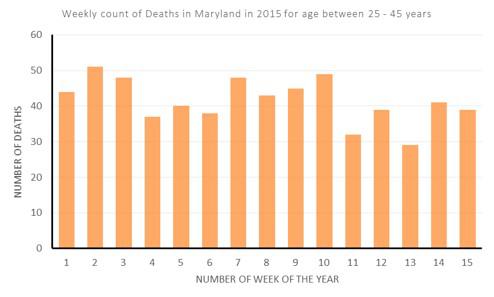 Weekly count of Deaths in Maryland in 2015 for age between 25 - 45 years
60
50
40
30
20
10
0
NUMBER OF DEATHS
1 2 3 4 5 6 7 8 9 10 11 12 13 14 15
NUMBER OF WEEK OF THE YEAR